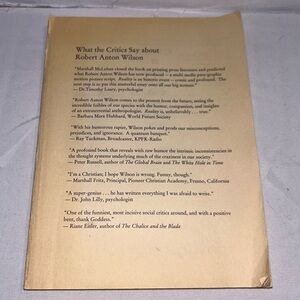 What the Critics Say about
Robert Anton Wilson
"Marshall McLuhan closed the book on printing press literature and predicted
what Robert Anton Wilson has now produced – a multi media pure-graphic
motion picture script. Reality is an historic event – comic and profound. The
next step is to put this masterful essay onto all our big screens."
— Dr. Timothy Leary, psychologist
"Robert Anton Wilson comes to the present from the future, seeing the
incredible foibles of our species with the humor, compassion, and insights
of an extraterrestrial anthropologist. Reality is unbelievably . . . true."
— Barbara Marx Hubbard, World Future Society
"With his humorous rapier, Wilson pokes and prods our misconceptions,
prejudices, and ignorance. A quantum banquet."
— Ray Tuckman, Broadcaster, KPFK Radio
"A profound book that reveals with raw humor the intrinsic inconsistencies in
the thought systems underlying much of the craziness in our society."
— Peter Russell, author of The Global Brain and The White Hole in Time
"I'm a Christian; I hope Wilson is wrong. Funny, though."
— Marshall Fritz, Principal, Pioneer Christian Academy, Fresno, California
"A super-genius . . . he has written everything I was afraid to write."
— Dr. John Lilly, psychologist
"One of the funniest, most incisive social critics around, and with a positive
bent, thank Goddess."
— Riane Eisler, author of The Chalice and the Blade